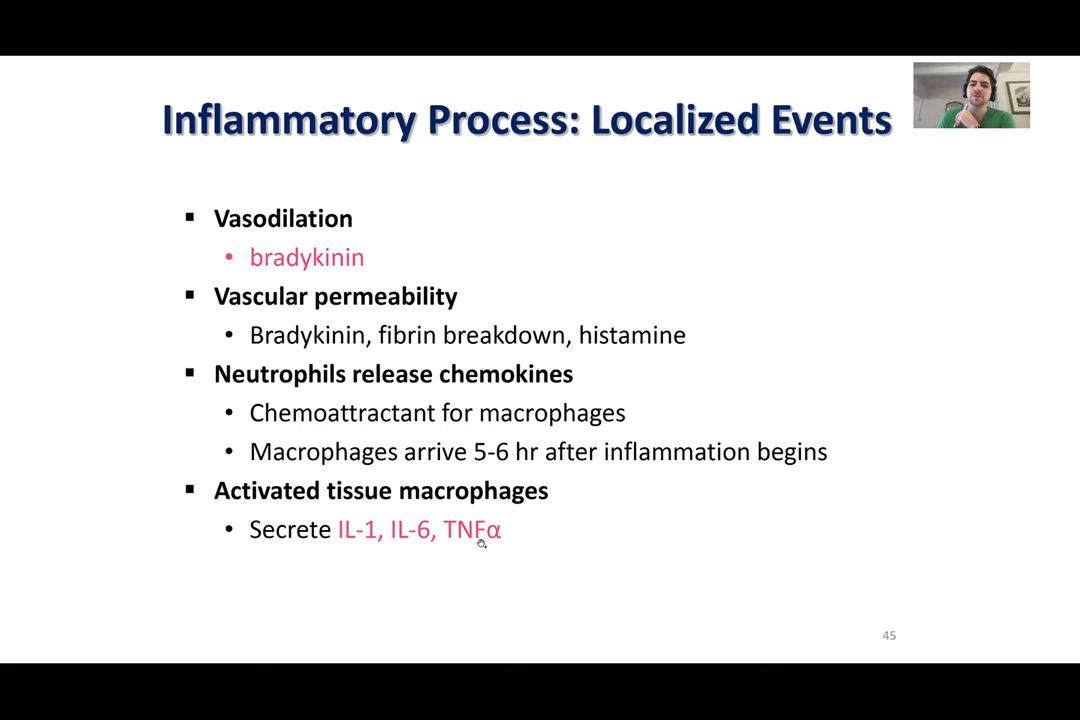 Inflammatory Process: Localized Events
▪ Vasodilation
• bradykinin
▪ Vascular permeability
• Bradykinin, fibrin breakdown, histamine
▪ Neutrophils release chemokines
• Chemoattractant for macrophages
• Macrophages arrive 5-6 hr after inflammation begins
▪ Activated tissue macrophages
• Secrete IL-1, IL-6, TNFα
45